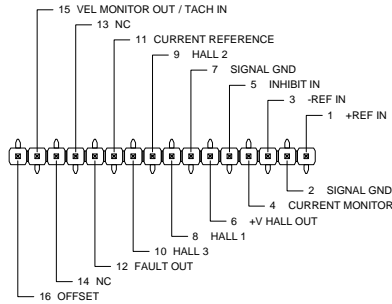 15 VEL MONITOR OUT / TACH IN
13 NC
11 CURRENT REFERENCE
9 HALL 2
7 SIGNAL GND
5 INHIBIT IN
3 -REF IN
1 +REF IN
2 SIGNAL GND
4 CURRENT MONITOR
6 +V HALL OUT
8 HALL 1
10 HALL 3
12 FAULT OUT
14 NC
16 OFFSET